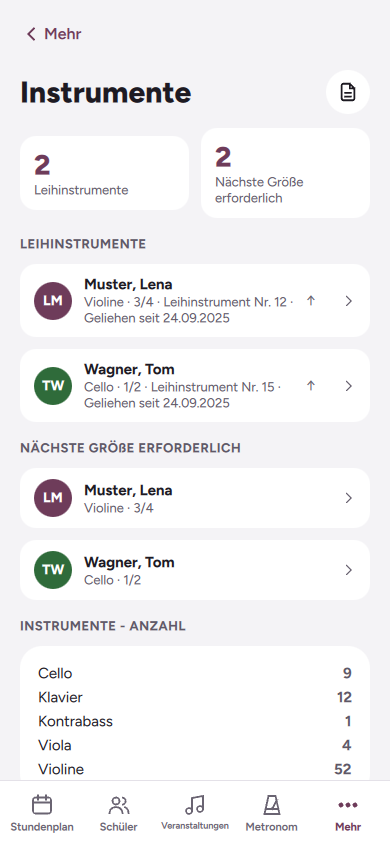 Mehr
Instrumente
2
Leihinstrumente
2
Nächste Größe
erforderlich
LEIHINSTRUMENTE
LM
Muster, Lena
Violine · 3/4 · Leihinstrument Nr. 12 ·
Geliehen seit 24.09.2025
TW
Wagner, Tom
Cello · 1/2 · Leihinstrument Nr. 15 ·
Geliehen seit 24.09.2025
NÄCHSTE GRÖßE ERFORDERLICH
LM
Muster, Lena
Violine · 3/4
TW
Wagner, Tom
Cello · 1/2
INSTRUMENTE - ANZAHL
Cello 9
Klavier 12
Kontrabass 1
Viola 4
Violine 52
Stundenplan Schüler Veranstaltungen Metronom Mehr